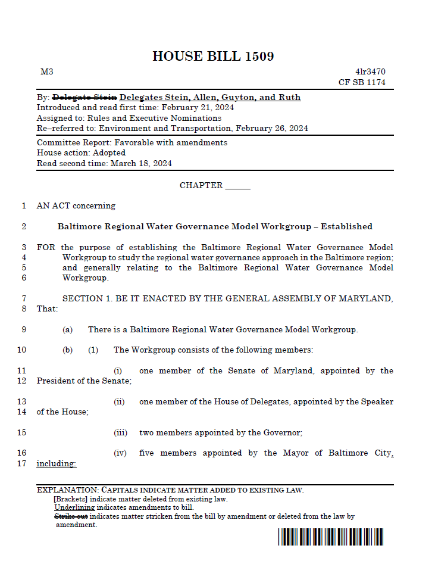 HOUSE BILL 1509
M3 4lr3470
CF SB 1174
By: Delegate Stein Delegates Stein, Allen, Guyton, and Ruth
Introduced and read first time: February 21, 2024
Assigned to: Rules and Executive Nominations
Re–referred to: Environment and Transportation, February 26, 2024
Committee Report: Favorable with amendments
House action: Adopted
Read second time: March 18, 2024
CHAPTER ______
1 AN ACT concerning
2 Baltimore Regional Water Governance Model Workgroup – Established
3 FOR the purpose of establishing the Baltimore Regional Water Governance Model
4 Workgroup to study the regional water governance approach in the Baltimore region;
5 and generally relating to the Baltimore Regional Water Governance Model
6 Workgroup.
7 SECTION 1. BE IT ENACTED BY THE GENERAL ASSEMBLY OF MARYLAND,
8 That:
9 (a) There is a Baltimore Regional Water Governance Model Workgroup.
10 (b) (1) The Workgroup consists of the following members:
11 (i) one member of the Senate of Maryland, appointed by the
12 President of the Senate;
13 (ii) one member of the House of Delegates, appointed by the Speaker
14 of the House;
15 (iii) two members appointed by the Governor;
16 (iv) five members appointed by the Mayor of Baltimore City,
17 including:
EXPLANATION: CAPITALS INDICATE MATTER ADDED TO EXISTING LAW.
[Brackets] indicate matter deleted from existing law.
Underlining indicates amendments to bill.
Strike out indicates matter stricken from the bill by amendment or deleted from the law by
amendment.